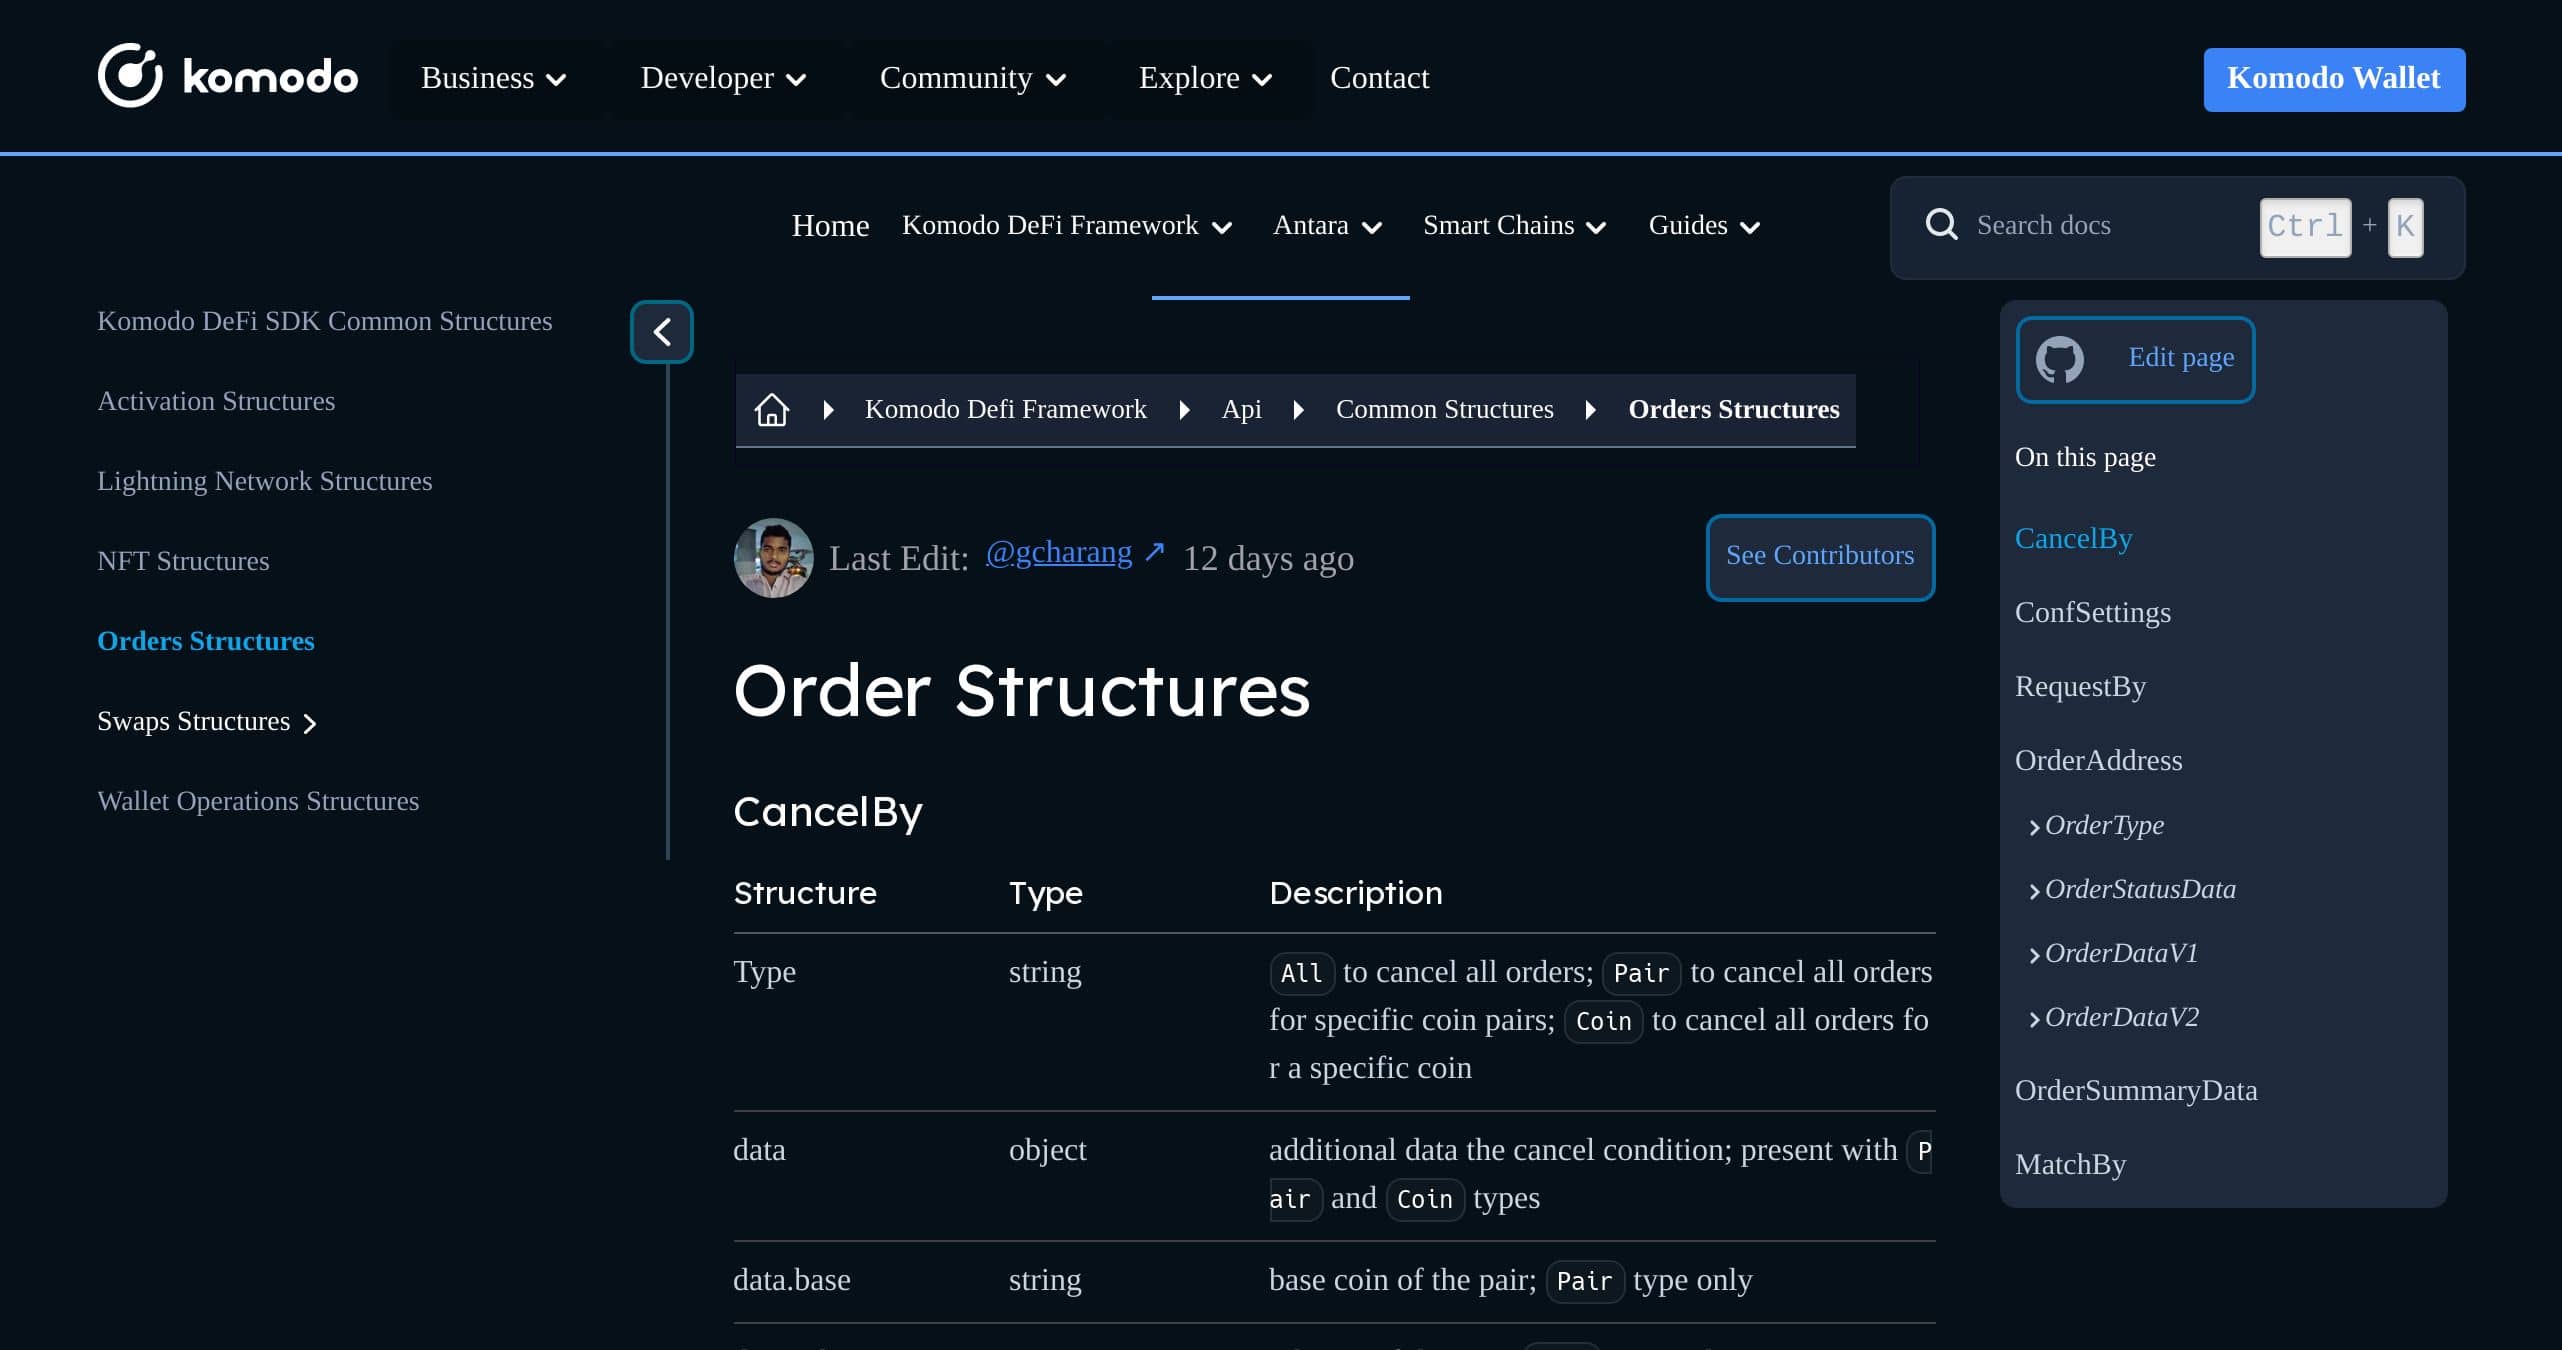 komodo
Business
Developer
Community
Explore
Contact
Komodo Wallet
Home
Komodo DeFi Framework
Antara
Smart Chains
Guides
Search docs
Ctrl + K
Komodo DeFi SDK Common Structures
Activation Structures
Lightning Network Structures
NFT Structures
Orders Structures
Swaps Structures
Wallet Operations Structures
Komodo Defi Framework
Api
Common Structures
Orders Structures
Last Edit: @gcharang ↗ 12 days ago
See Contributors
Order Structures
CancelBy
Structure Type Description
Type string All to cancel all orders; Pair to cancel all orders
for specific coin pairs; Coin to cancel all orders fo
r a specific coin
data object additional data the cancel condition; present with P
air and Coin types
data.base string base coin of the pair; Pair type only
Edit page
On this page
CancelBy
ConfSettings
RequestBy
OrderAddress
OrderType
OrderStatusData
OrderDataV1
OrderDataV2
OrderSummaryData
MatchBy